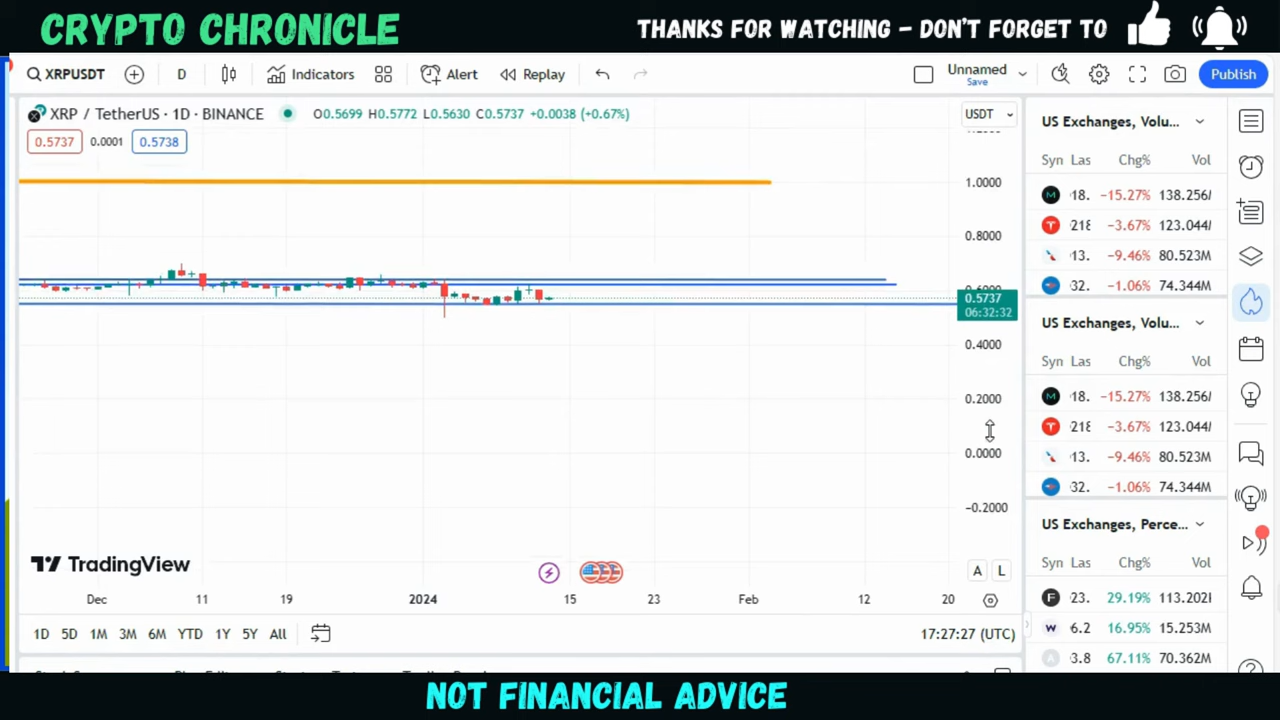 CRYPTO CHRONICLE
THANKS FOR WATCHING – DON'T FORGET TO
XRPUSDT D Indicators Alert Replay Unnamed Save Publish
XRP / TetherUS · 1D · BINANCE O0.5699 H0.5772 L0.5630 C0.5737 +0.0038 (+0.67%)
USDT
0.5737 0.0001 0.5738
1.0000
0.8000
0.5737
06:32:32
0.4000
0.2000
0.0000
−0.2000
TradingView
A L
Dec 11 19 2024 15 23 Feb 12 20
1D 5D 1M 3M 6M YTD 1Y 5Y All 17:27:27 (UTC)
US Exchanges, Volu...
Syn Las Chg% Vol
18. −15.27% 138.256
218 −3.67% 123.044
13. −9.46% 80.523
32. −1.06% 74.344
US Exchanges, Volu...
Syn Las Chg% Vol
18. −15.27% 138.256
218 −3.67% 123.044
13. −9.46% 80.523M
32. −1.06% 74.344M
US Exchanges, Perce...
Syn Las Chg% Vol
23. 29.19% 113.202
6.2 16.95% 15.253M
3.8 67.11% 70.362M
NOT FINANCIAL ADVICE